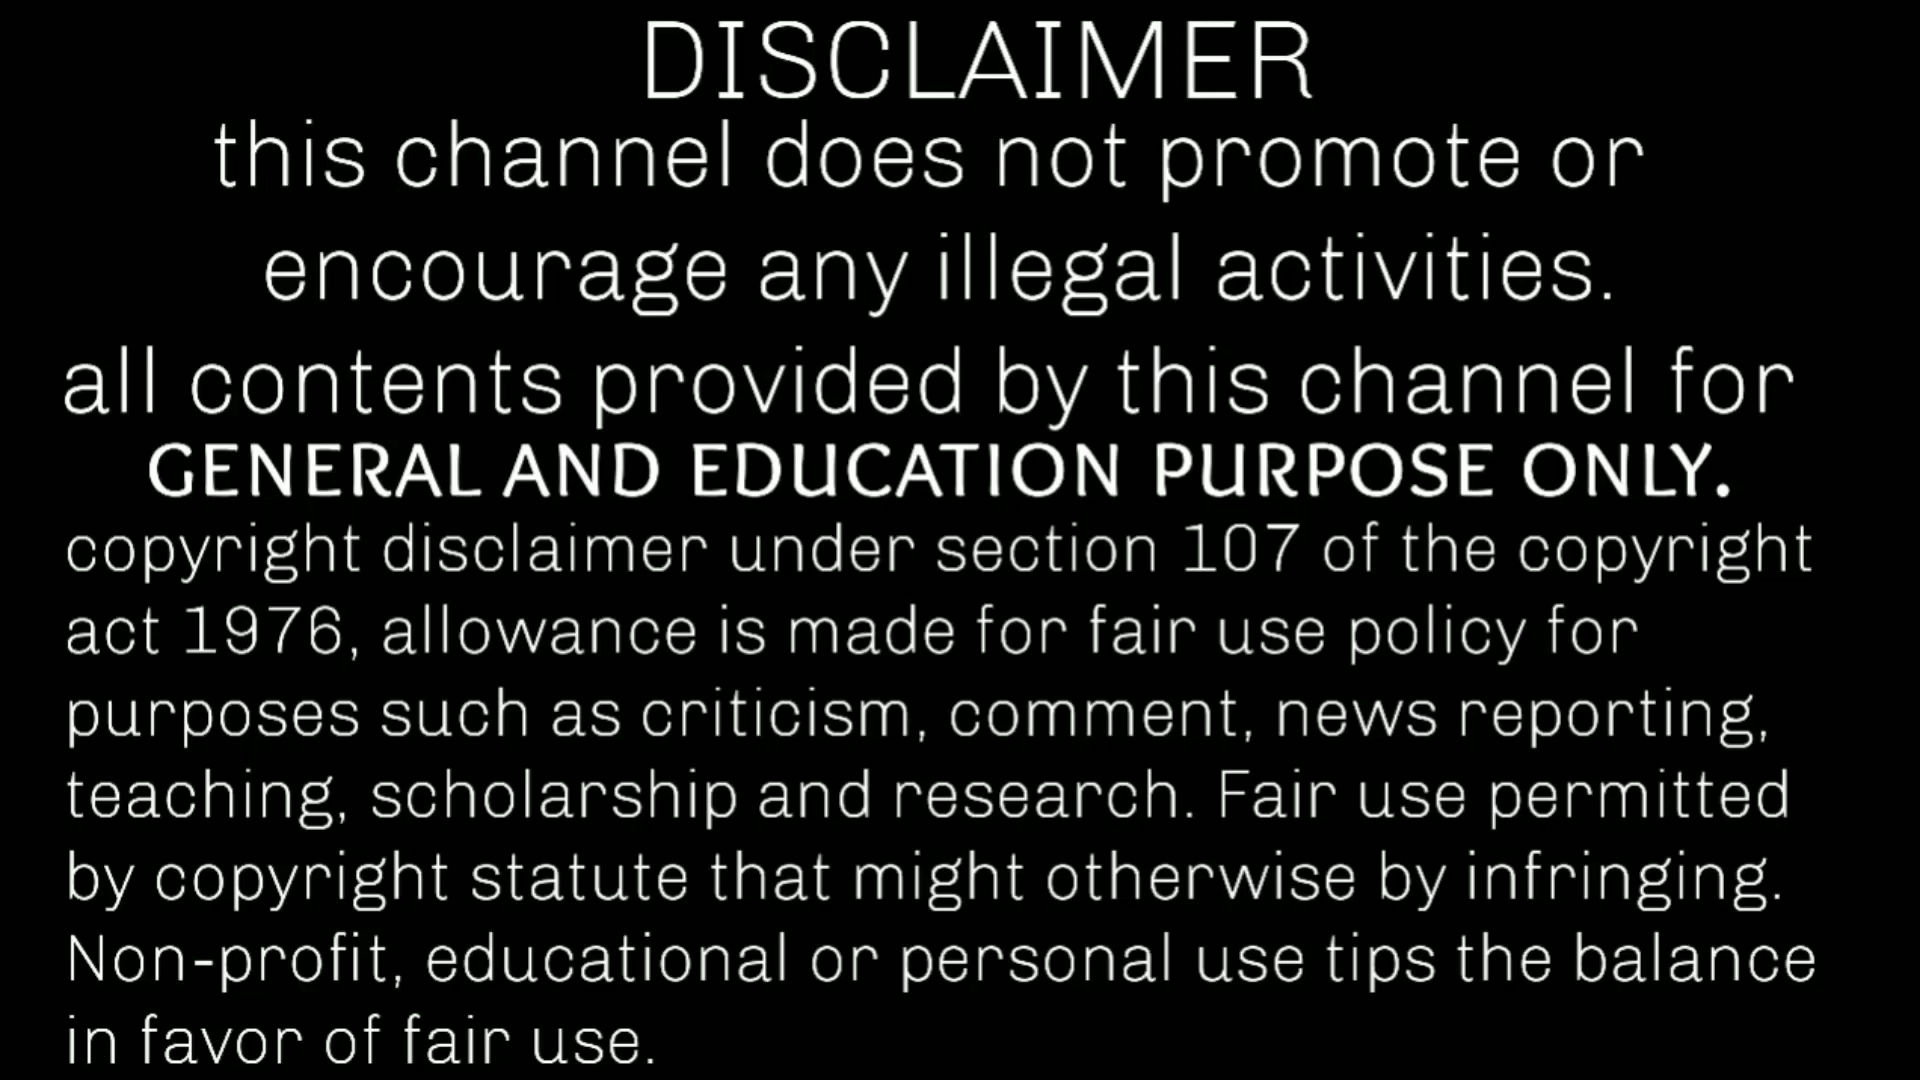 DISCLAIMER
this channel does not promote or
encourage any illegal activities.
all contents provided by this channel for
GENERAL AND EDUCATION PURPOSE ONLY.
copyright disclaimer under section 107 of the copyright
act 1976, allowance is made for fair use policy for
purposes such as criticism, comment, news reporting,
teaching, scholarship and research. Fair use permitted
by copyright statute that might otherwise by infringing.
Non-profit, educational or personal use tips the balance
in favor of fair use.